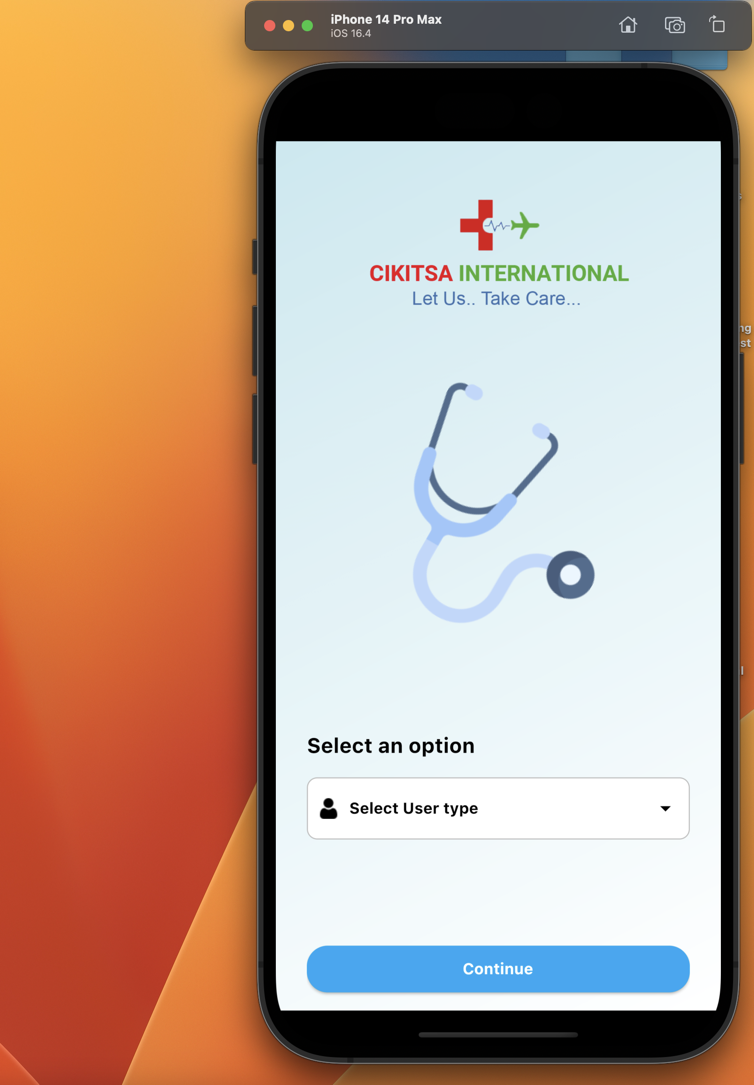 iPhone 14 Pro Max
iOS 16.4
CIKITSA INTERNATIONAL
Let Us.. Take Care...
Select an option
Select User type
Continue